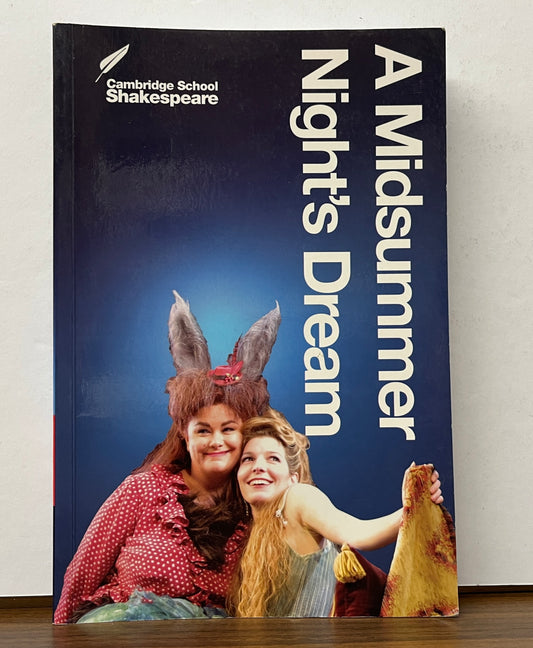 Cambridge School
Shakespeare
A Midsummer
Night's Dream